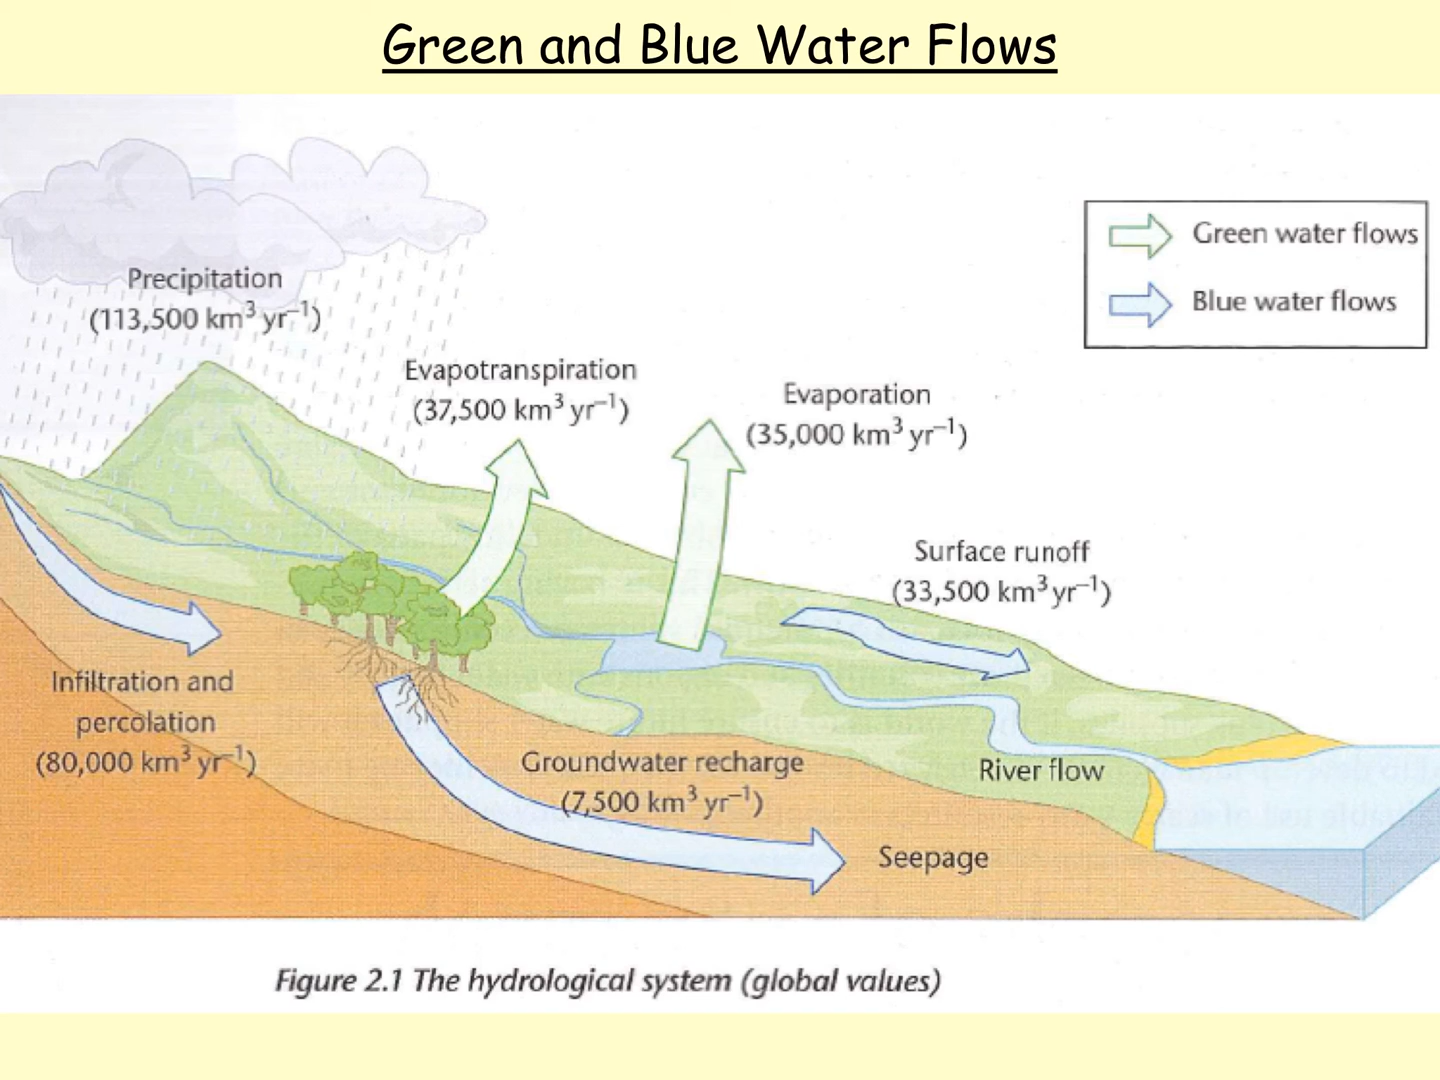 Green and Blue Water Flows
Green water flows
Blue water flows
Precipitation
(113,500 km³ yr⁻¹)
Evapotranspiration
(37,500 km³ yr⁻¹)
Evaporation
(35,000 km³ yr⁻¹)
Surface runoff
(33,500 km³ yr⁻¹)
Infiltration and
percolation
(80,000 km³ yr⁻¹)
Groundwater recharge
(7,500 km³ yr⁻¹)
River flow
Seepage
Figure 2.1 The hydrological system (global values)